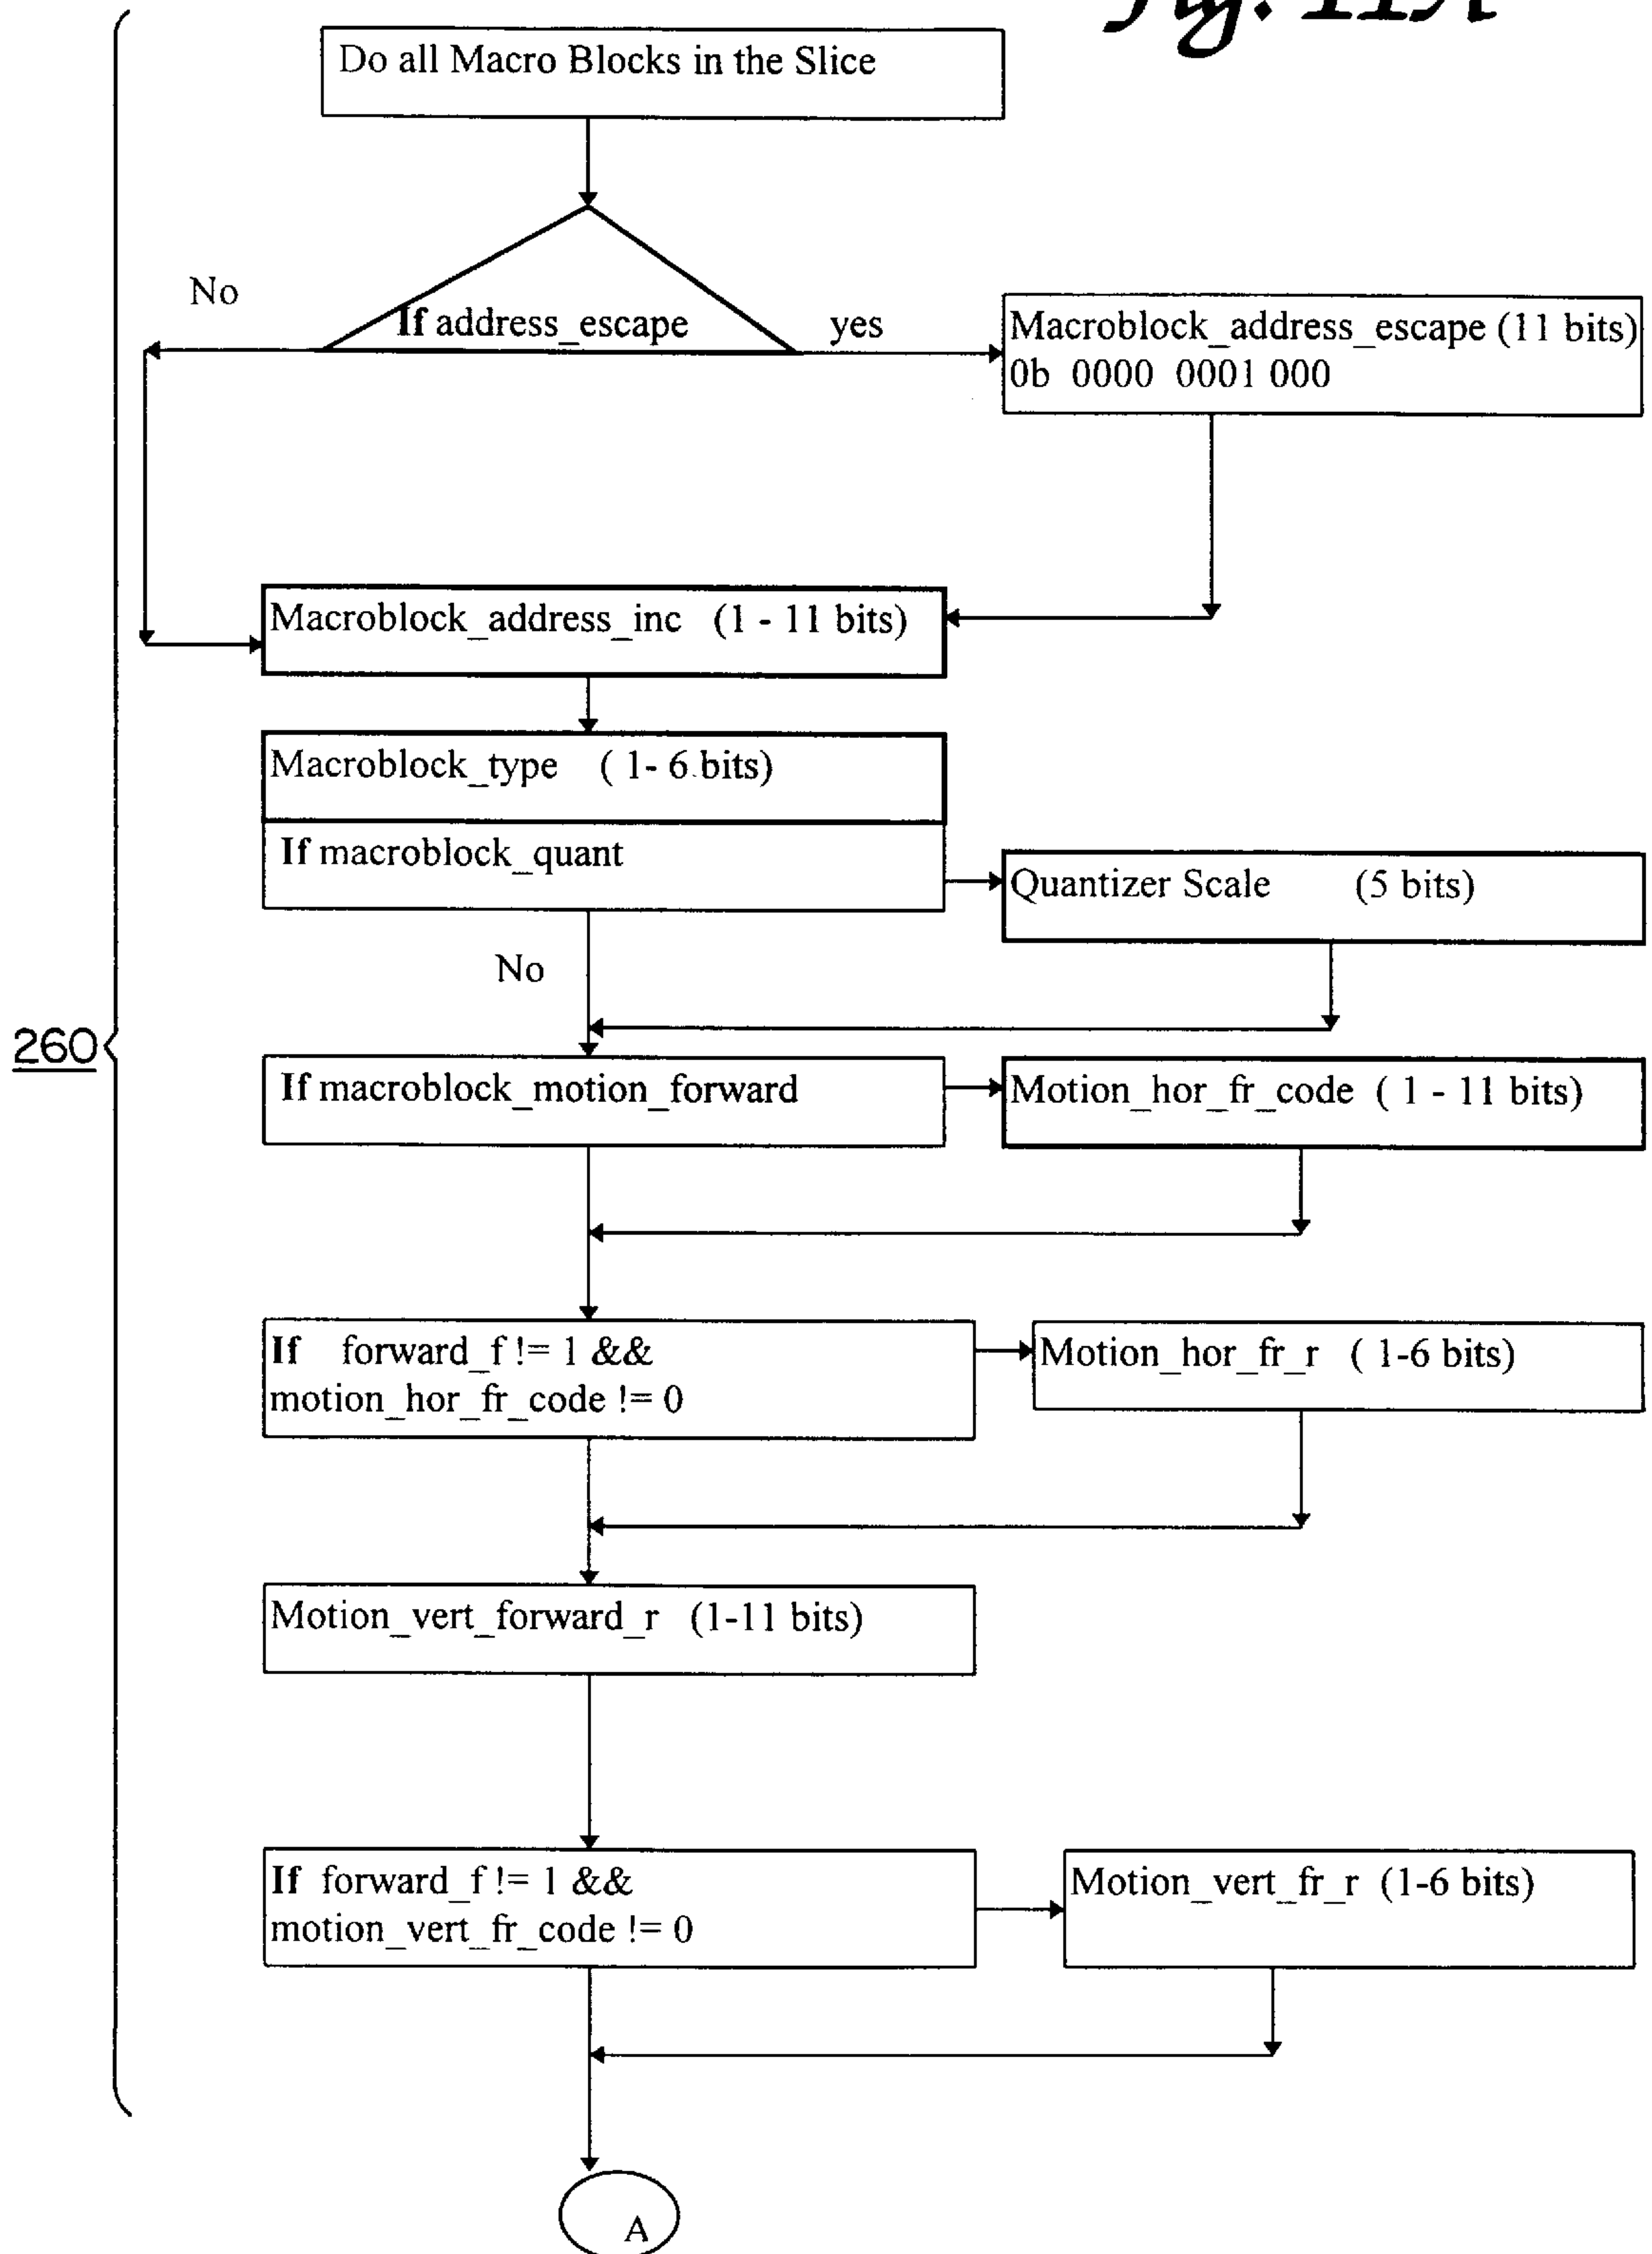 Fig. 11A
Do all Macro Blocks in the Slice
No
If address_escape
yes
Macroblock_address_escape (11 bits)
0b 0000 0001 000
Macroblock_address_inc (1 - 11 bits)
Macroblock_type ( 1- 6 bits)
If macroblock_quant
Quantizer Scale (5 bits)
No
260
If macroblock_motion_forward
Motion_hor_fr_code ( 1 - 11 bits)
If forward_f != 1 &&
motion_hor_fr_code != 0
Motion_hor_fr_r ( 1-6 bits)
Motion_vert_forward_r (1-11 bits)
If forward_f != 1 &&
motion_vert_fr_code != 0
Motion_vert_fr_r (1-6 bits)
A